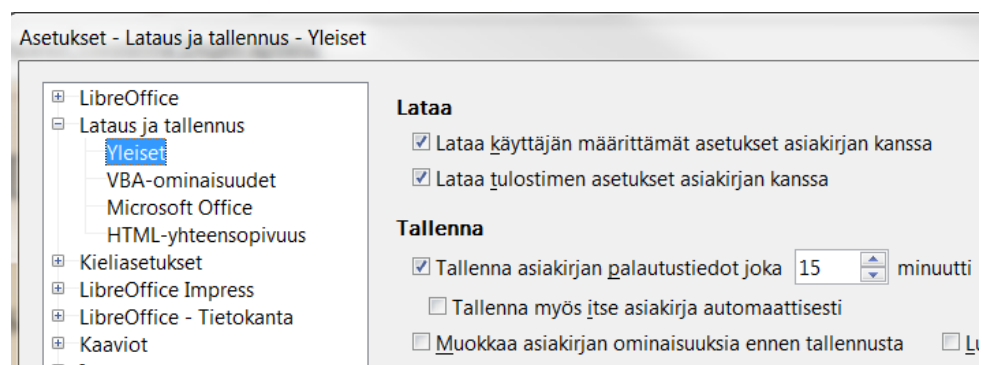 Asetukset - Lataus ja tallennus - Yleiset
LibreOffice
Lataus ja tallennus
Yleiset
VBA-ominaisuudet
Microsoft Office
HTML-yhteensopivuus
Kieliasetukset
LibreOffice Impress
LibreOffice - Tietokanta
Kaaviot
Lataa
Lataa käyttäjän määrittämät asetukset asiakirjan kanssa
Lataa tulostimen asetukset asiakirjan kanssa
Tallenna
Tallenna asiakirjan palautustiedot joka 15 minuutti
Tallenna myös itse asiakirja automaattisesti
Muokkaa asiakirjan ominaisuuksia ennen tallennusta